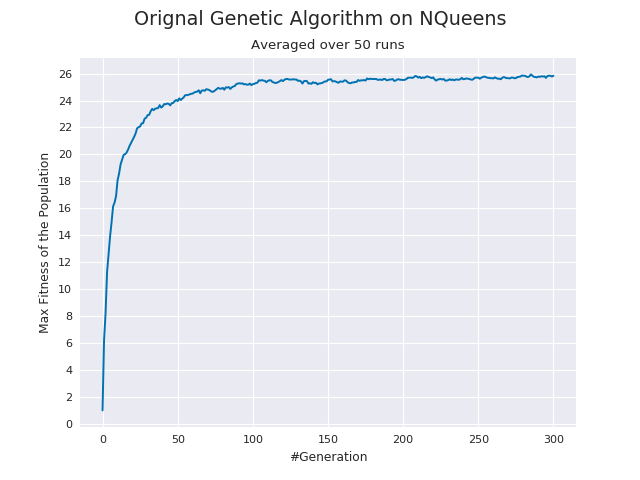 Orignal Genetic Algorithm on NQueens
Averaged over 50 runs
Max Fitness of the Population
26
24
22
20
18
16
14
12
10
8
6
4
2
0
0 50 100 150 200 250 300
#Generation